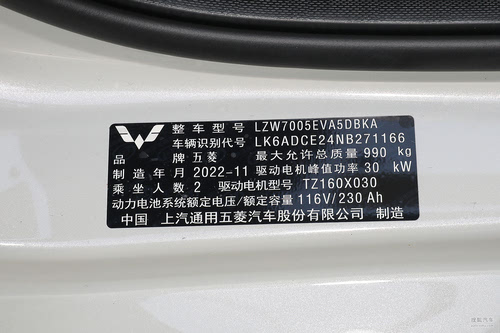 整车型号 LZW7005EVA5DBKA
车辆识别代号 LK6ADCE24NB271166
品牌 五菱 最大允许总质量 990 kg
制造年月 2022-11 驱动电机峰值功率 30 kW
乘坐人数 2 驱动电机型号 TZ160X030
动力电池系统额定电压/额定容量 116V/230 Ah
中国 上汽通用五菱汽车股份有限公司 制造
搜狐汽车